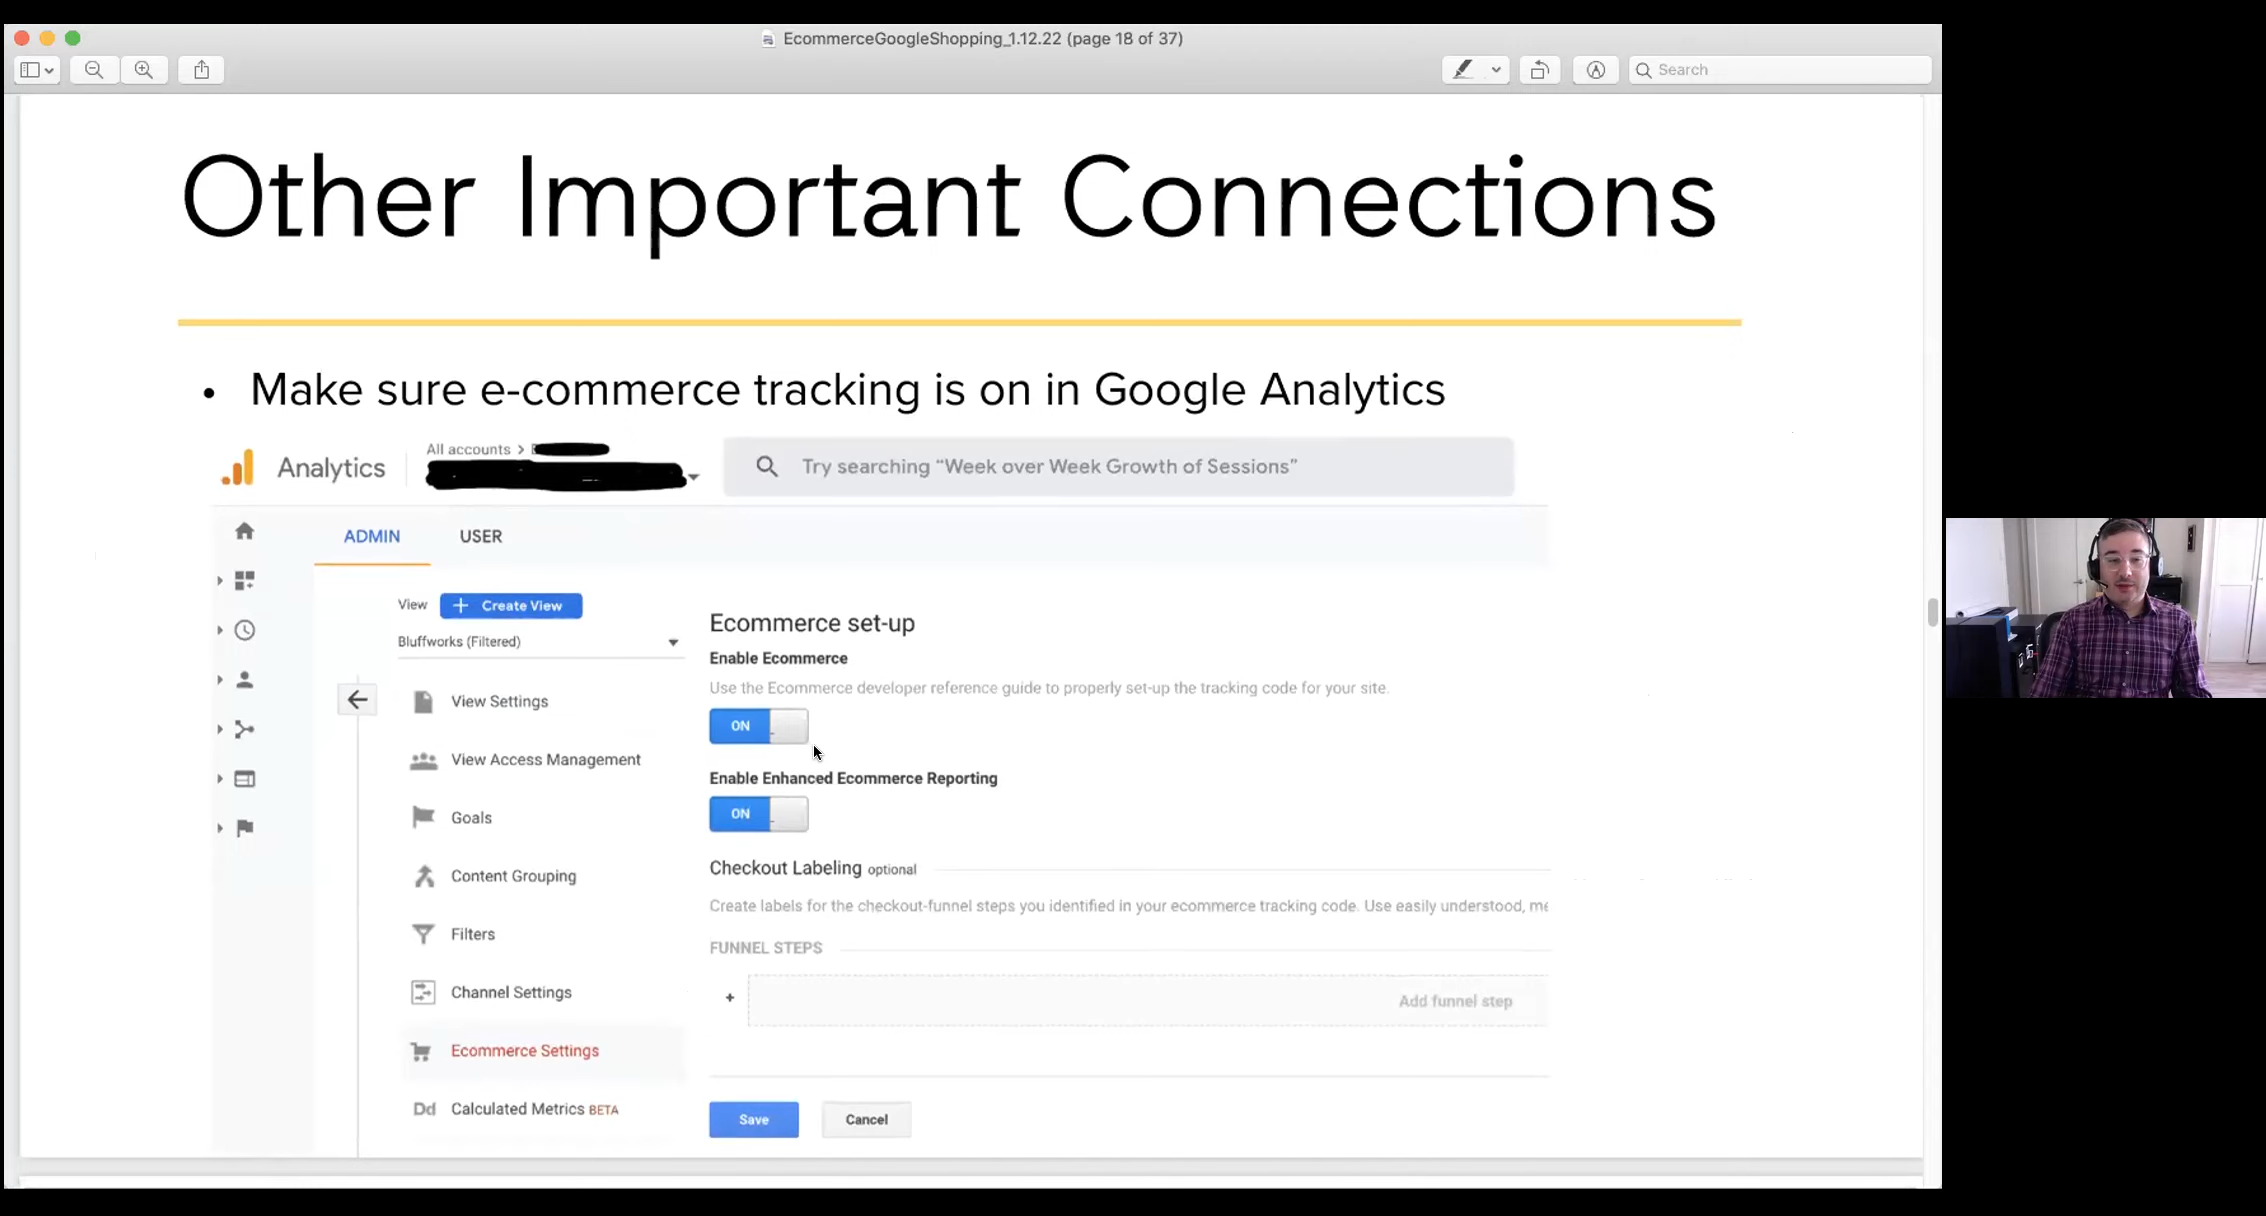 EcommerceGoogleShopping_1.12.22 (page 18 of 37)
Search
Other Important Connections
• Make sure e-commerce tracking is on in Google Analytics
Analytics
All accounts >
Try searching “Week over Week Growth of Sessions”
ADMIN USER
View + Create View
Bluffworks (Filtered)
View Settings
View Access Management
Goals
Content Grouping
Filters
Channel Settings
Ecommerce Settings
Dd Calculated Metrics BETA
Ecommerce set-up
Enable Ecommerce
Use the Ecommerce developer reference guide to properly set-up the tracking code for your site.
ON
Enable Enhanced Ecommerce Reporting
ON
Checkout Labeling optional
Create labels for the checkout-funnel steps you identified in your ecommerce tracking code. Use easily understood,
FUNNEL STEPS
+ Add funnel step
Save Cancel